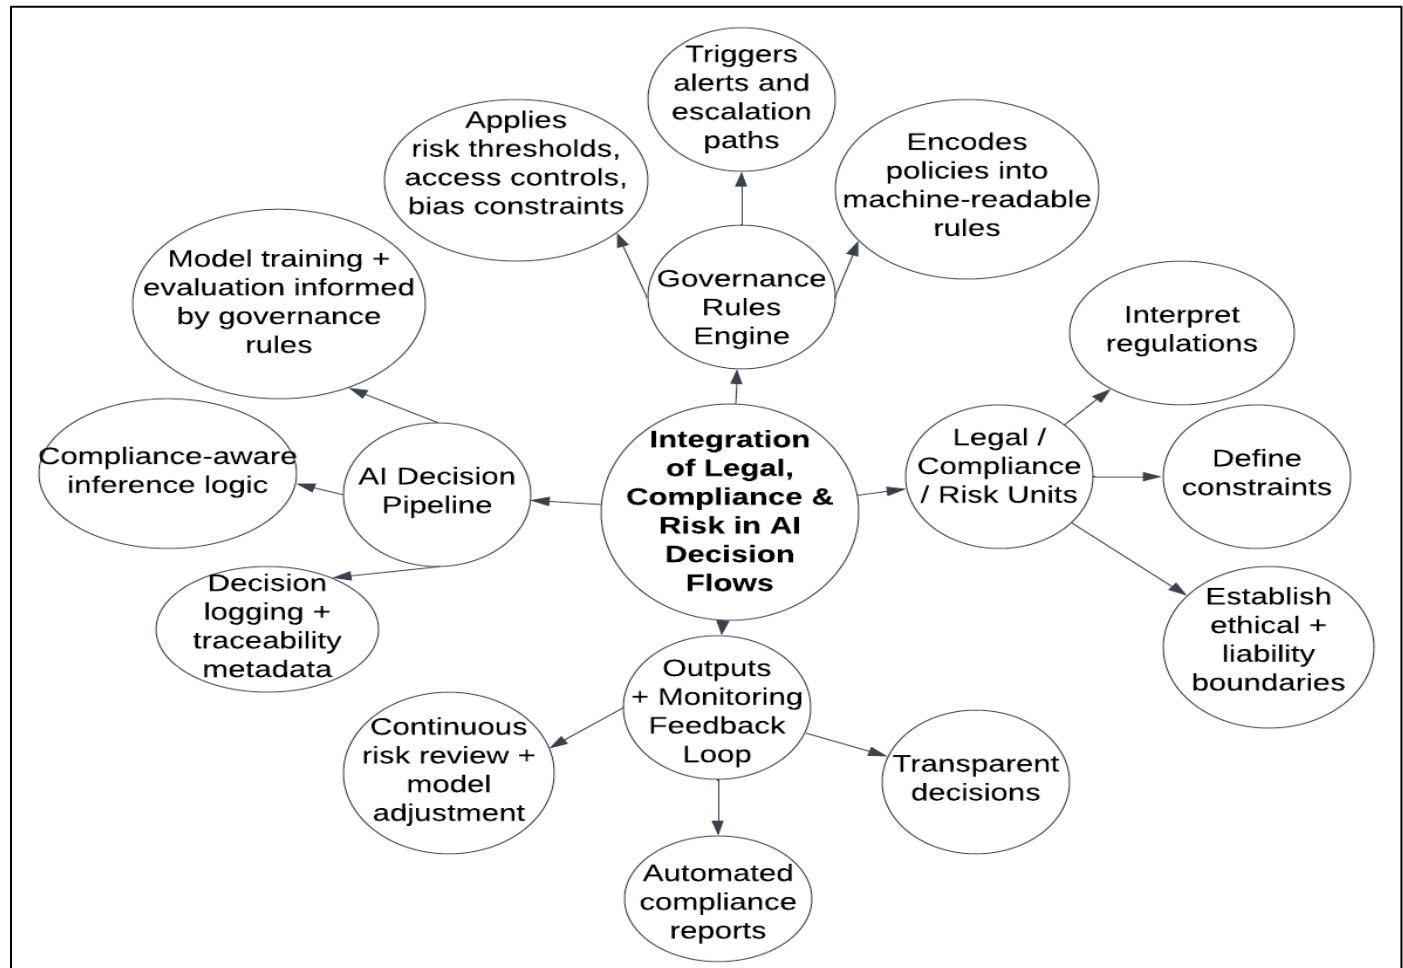 Triggers
alerts and
escalation
paths
Applies
risk thresholds,
access controls,
bias constraints
Encodes
policies into
machine-readable
rules
Governance
Rules
Engine
Model training +
evaluation informed
by governance
rules
Interpret
regulations
Compliance-aware
inference logic
AI Decision
Pipeline
Integration
of Legal,
Compliance &
Risk in AI
Decision
Flows
Legal /
Compliance
/ Risk Units
Define
constraints
Decision
logging +
traceability
metadata
Establish
ethical +
liability
boundaries
Outputs
+ Monitoring
Feedback
Loop
Continuous
risk review +
model
adjustment
Transparent
decisions
Automated
compliance
reports